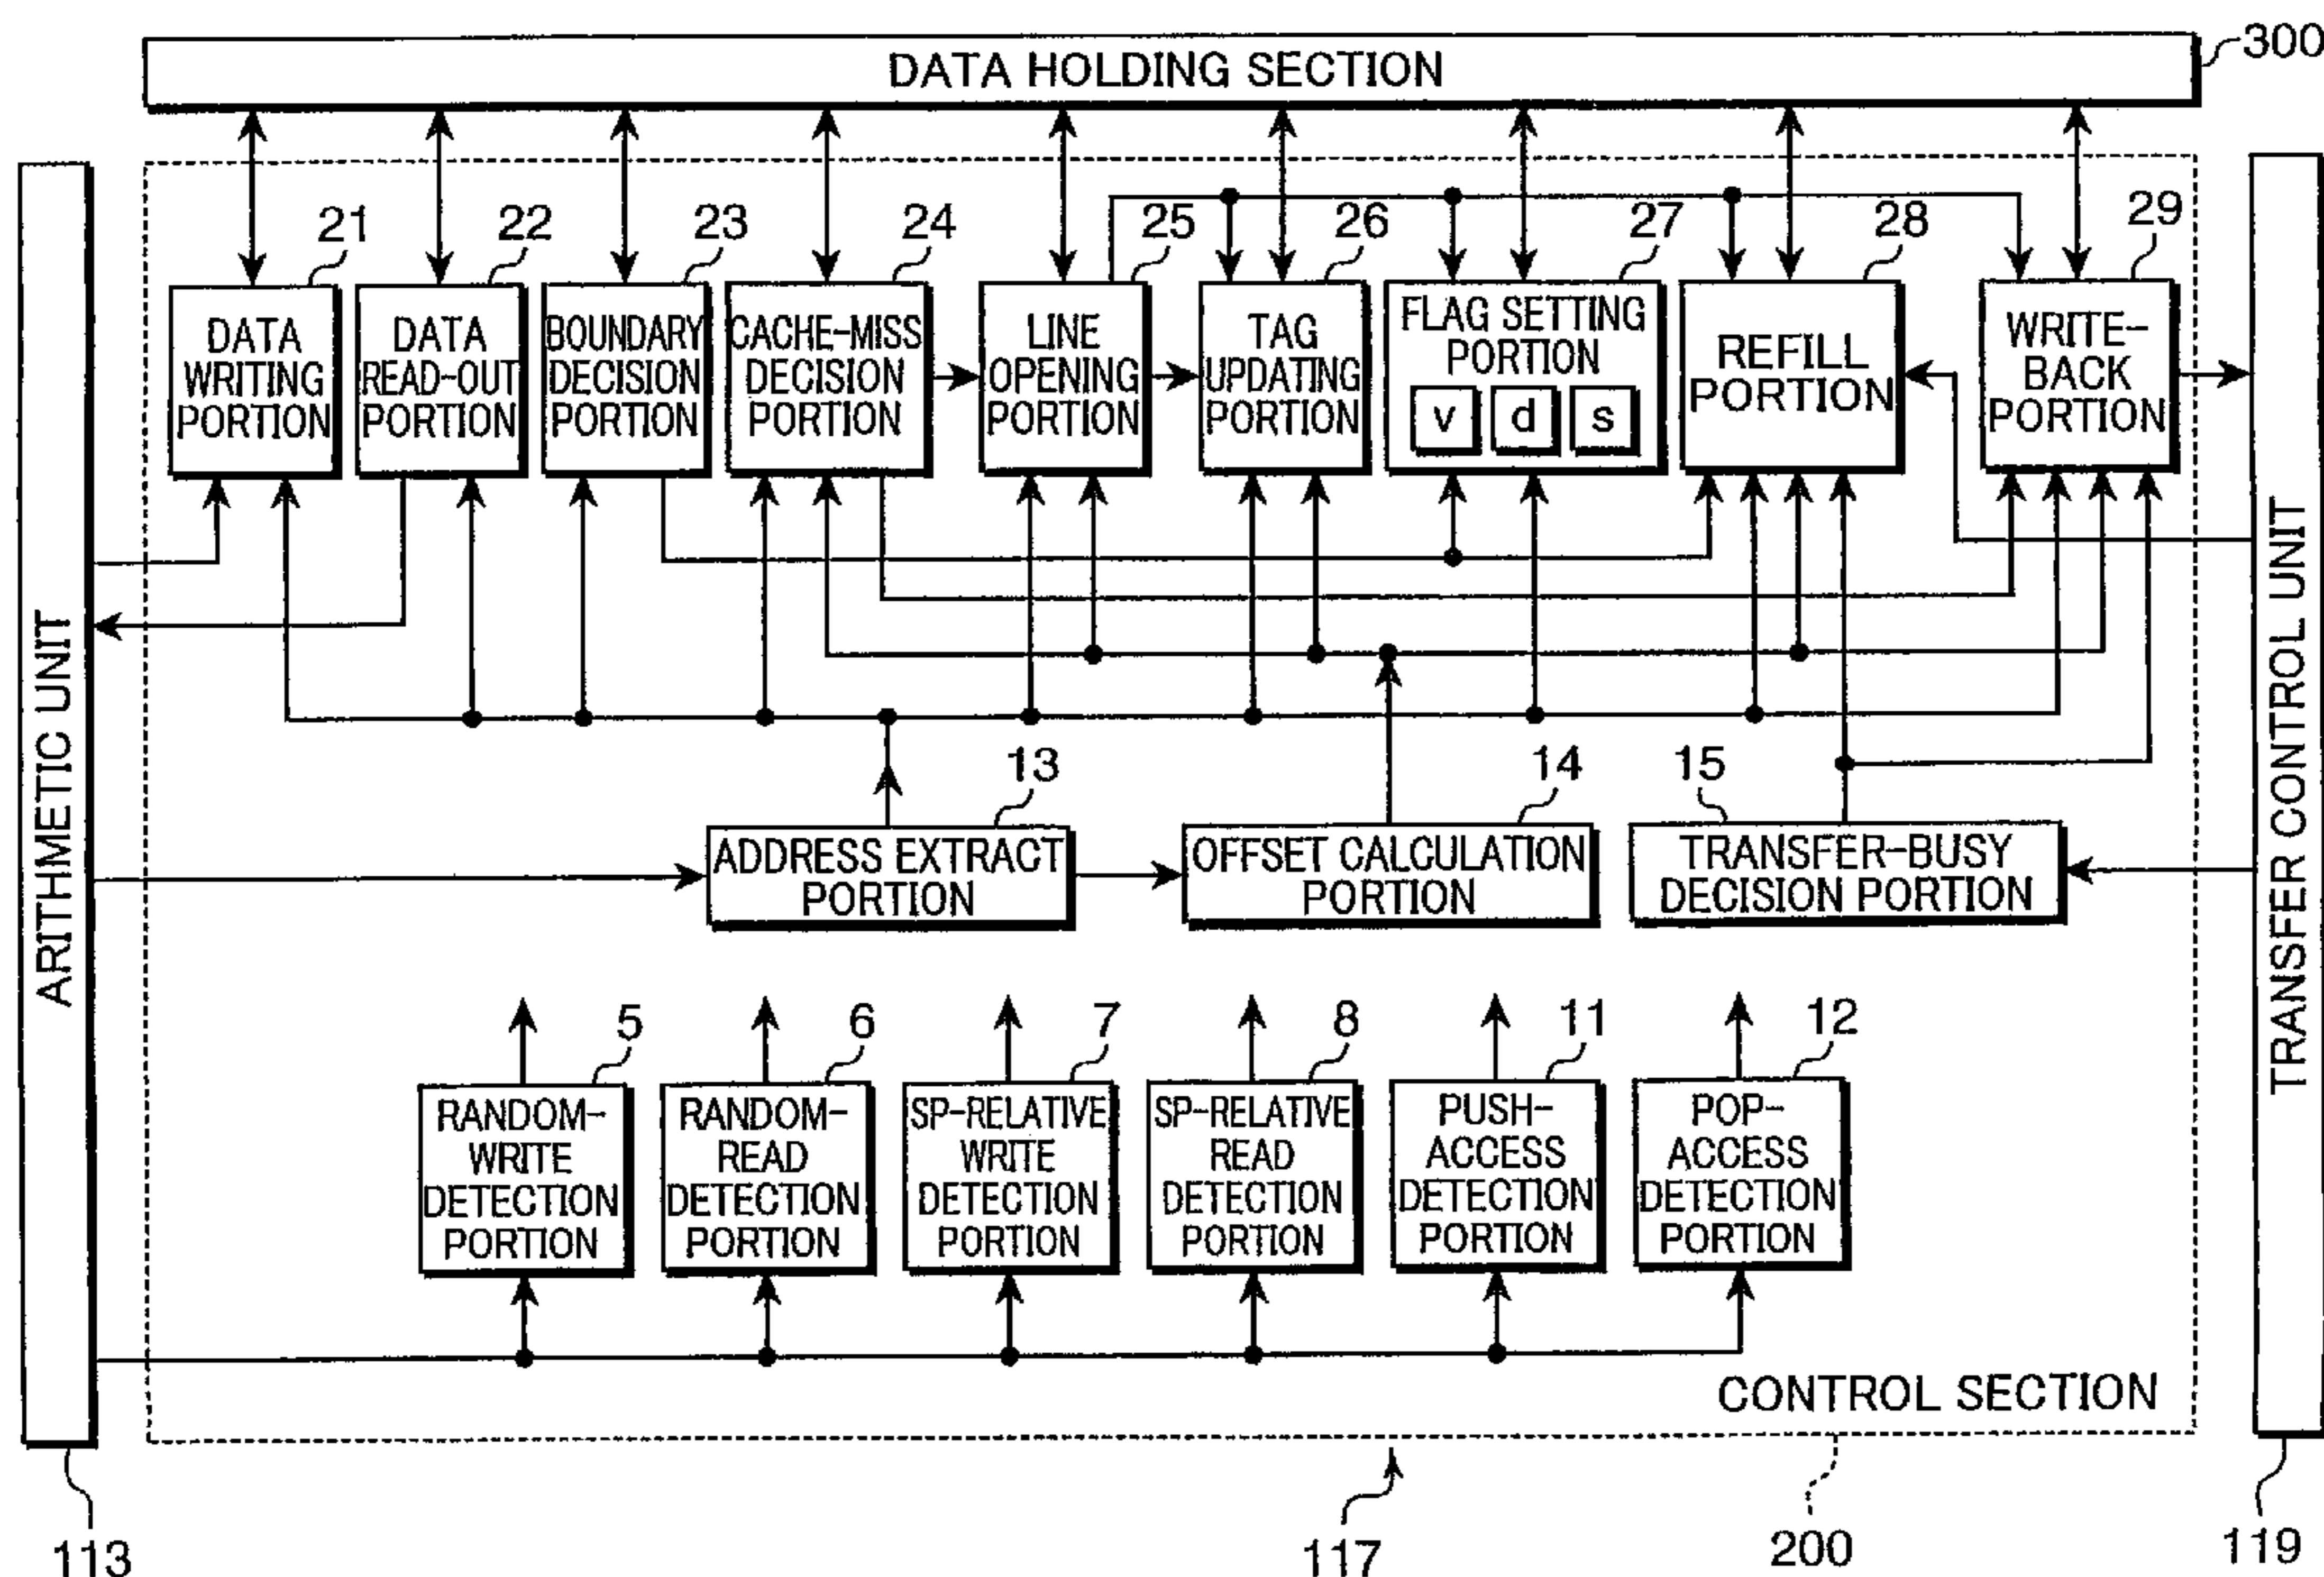 DATA HOLDING SECTION
300
21
22
23
24
25
26
27
28
29
DATA
WRITING
PORTION
DATA
READ-OUT
PORTION
BOUNDARY
DECISION
PORTION
CACHE-MISS
DECISION
PORTION
LINE
OPENING
PORTION
TAG
UPDATING
PORTION
FLAG SETTING
PORTION
v
d
s
REFILL
PORTION
WRITE-
BACK
PORTION
ARITHMETIC UNIT
TRANSFER CONTROL UNIT
13
14
15
ADDRESS EXTRACT
PORTION
OFFSET CALCULATION
PORTION
TRANSFER-BUSY
DECISION PORTION
5
6
7
8
11
12
RANDOM-
WRITE
DETECTION
PORTION
RANDOM-
READ
DETECTION
PORTION
SP-RELATIVE
WRITE
DETECTION
PORTION
SP-RELATIVE
READ
DETECTION
PORTION
PUSH-
ACCESS
DETECTION
PORTION
POP-
ACCESS
DETECTION
PORTION
CONTROL SECTION
113
117
200
119